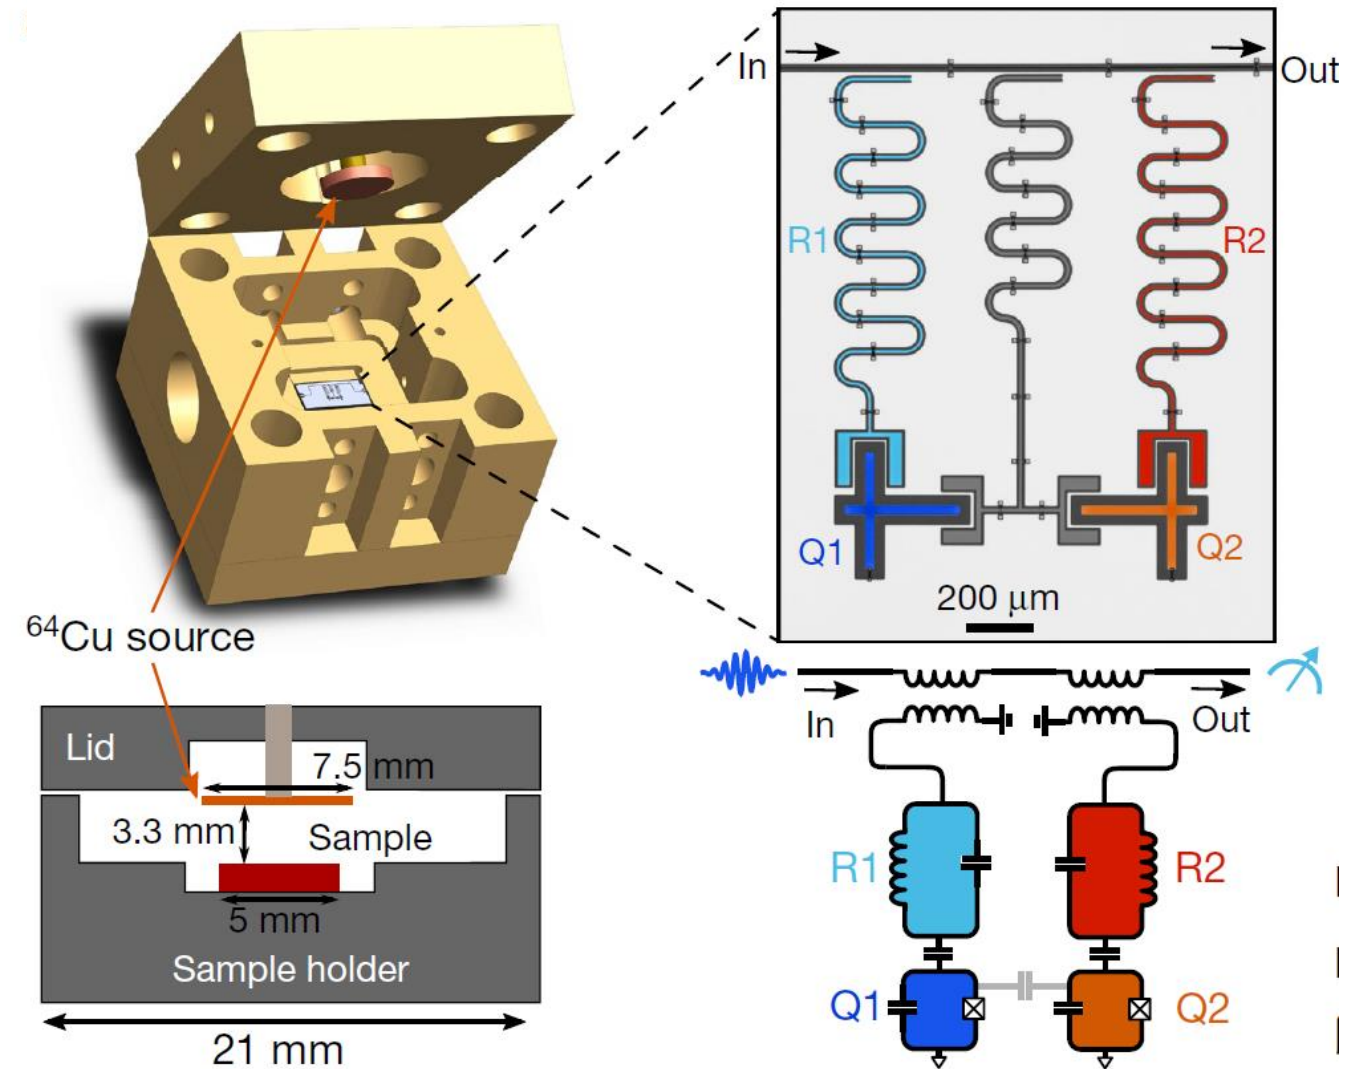 In
Out
R1
R2
Q1
Q2
200 μm
⁶⁴Cu source
Lid
7.5 mm
3.3 mm
Sample
5 mm
Sample holder
21 mm
In
Out
R1
R2
Q1
Q2